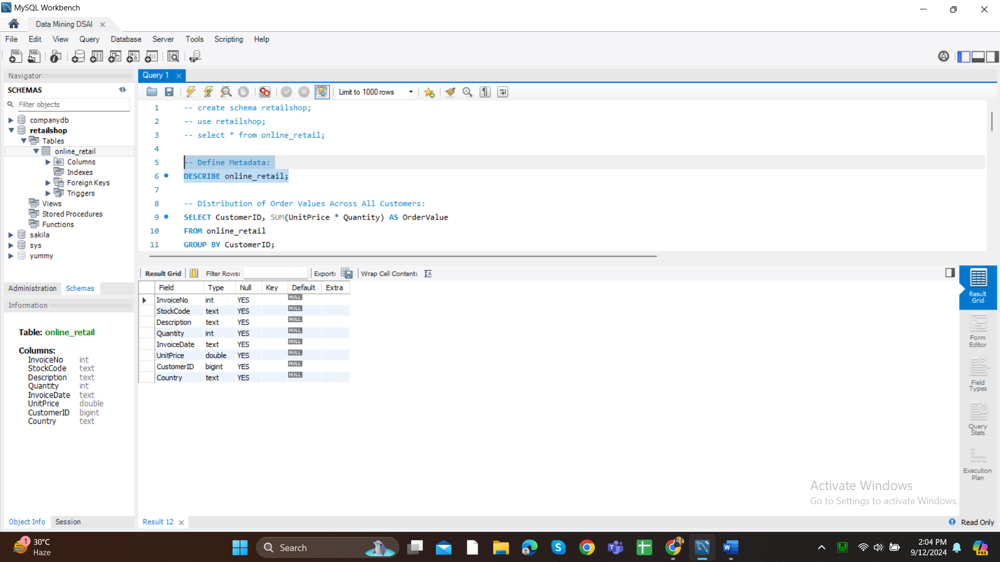 MySQL Workbench
Data Mining DSAI
File Edit View Query Database Server Tools Scripting Help
Navigator
SCHEMAS
Filter objects
companydb
retailshop
Tables
online_retail
Columns
Indexes
Foreign Keys
Triggers
Views
Stored Procedures
Functions
sakila
sys
yummy
Administration Schemas
Information
Table: online_retail
Columns:
InvoiceNo int
StockCode text
Description text
Quantity int
InvoiceDate text
UnitPrice double
CustomerID bigint
Country text
Object Info Session
Query 1
Limit to 1000 rows
1 -- create schema retailshop;
2 -- use retailshop;
3 -- select * from online_retail;
4
5 -- Define Metadata:
6 DESCRIBE online_retail;
7
8 -- Distribution of Order Values Across All Customers:
9 SELECT CustomerID, SUM(UnitPrice * Quantity) AS OrderValue
10 FROM online_retail
11 GROUP BY CustomerID;
Result Grid Filter Rows: Export: Wrap Cell Content:
Field Type Null Key Default Extra
InvoiceNo int YES NULL
StockCode text YES NULL
Description text YES NULL
Quantity int YES NULL
InvoiceDate text YES NULL
UnitPrice double YES NULL
CustomerID bigint YES NULL
Country text YES NULL
Result
Grid
Form
Editor
Field
Types
Query
Stats
Execution
Plan
Activate Windows
Go to Settings to activate Windows.
Result 12
Read Only
1
30°C
Haze
Search
2:04 PM
9/12/2024
PRE